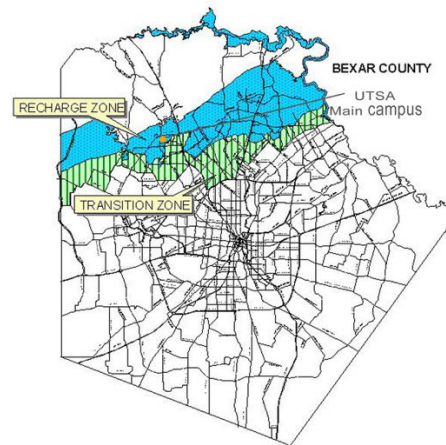 BEXAR COUNTY
UTSA
Main campus
RECHARGE ZONE
TRANSITION ZONE